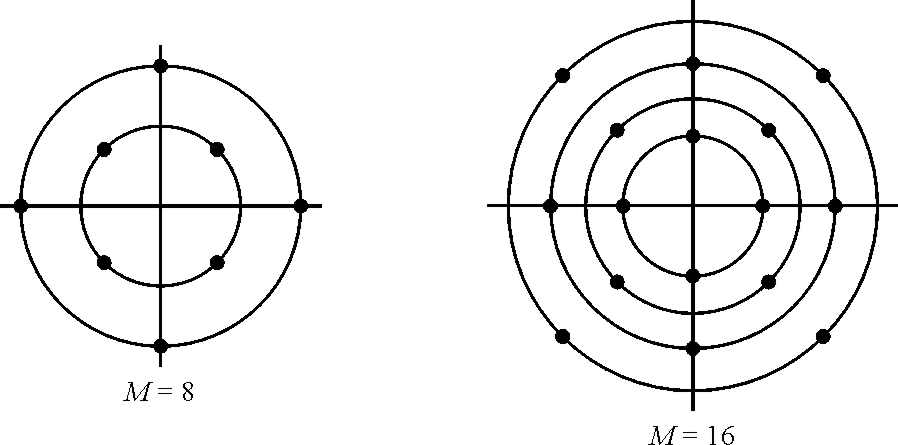 M = 8
M = 16